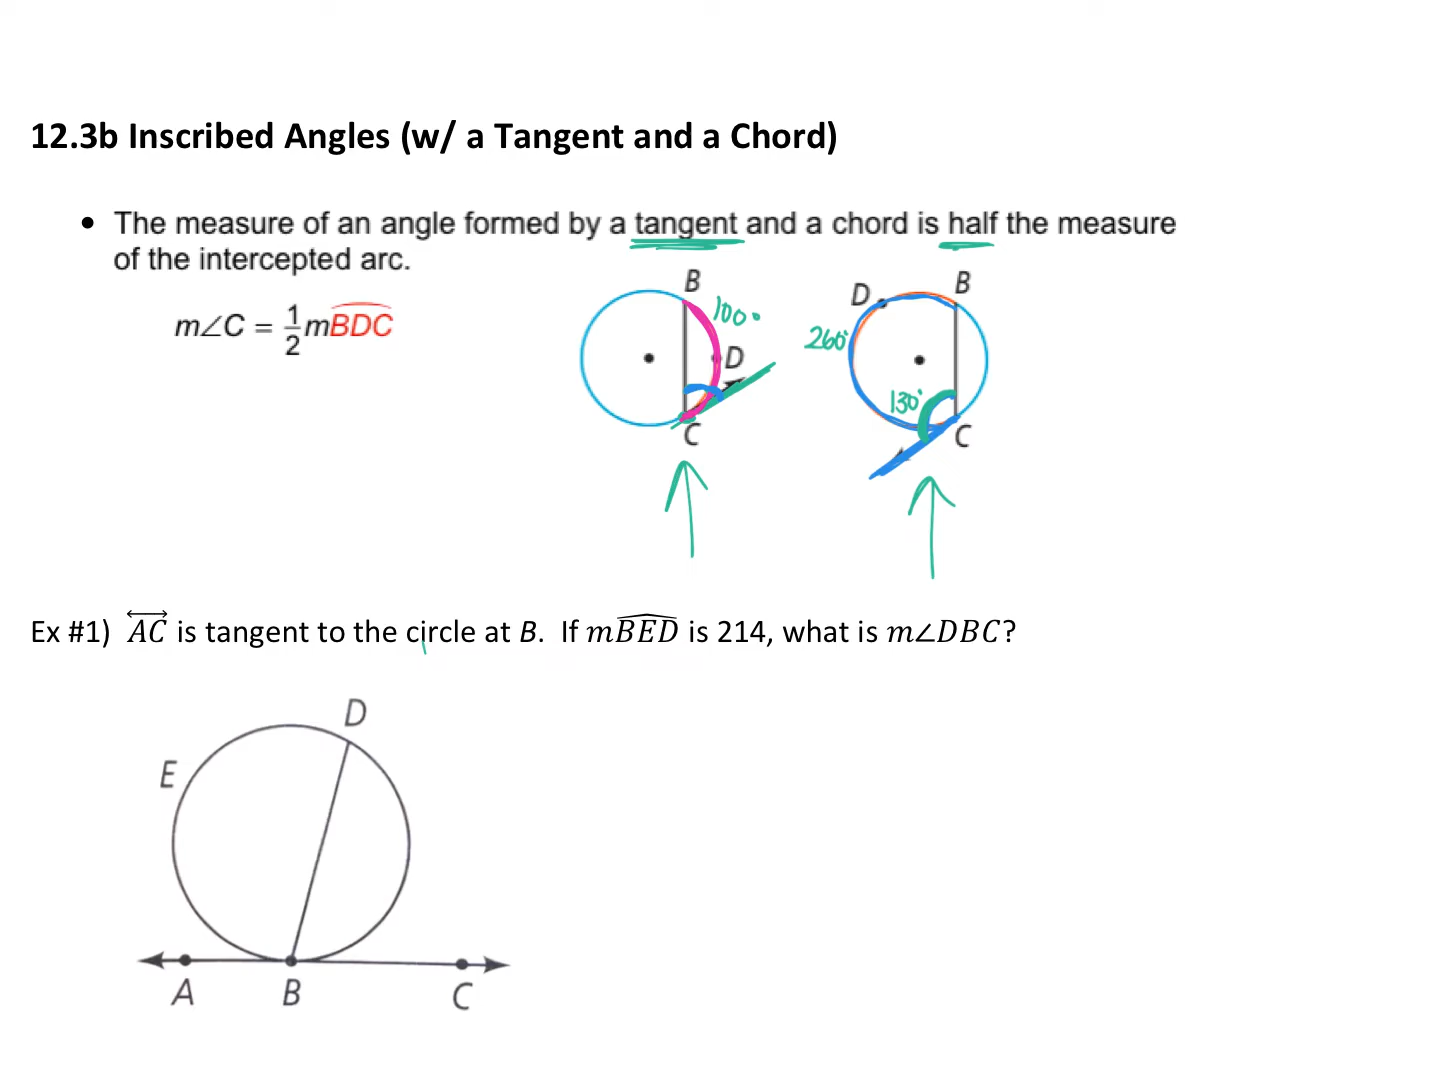 12.3b Inscribed Angles (w/ a Tangent and a Chord)
• The measure of an angle formed by a tangent and a chord is half the measure
of the intercepted arc.
m∠C = 1/2 mBDC
B
100°
D
C
D
B
260°
130°
C
Ex #1) AC is tangent to the circle at B. If mBED is 214, what is m∠DBC?
D
E
A
B
C